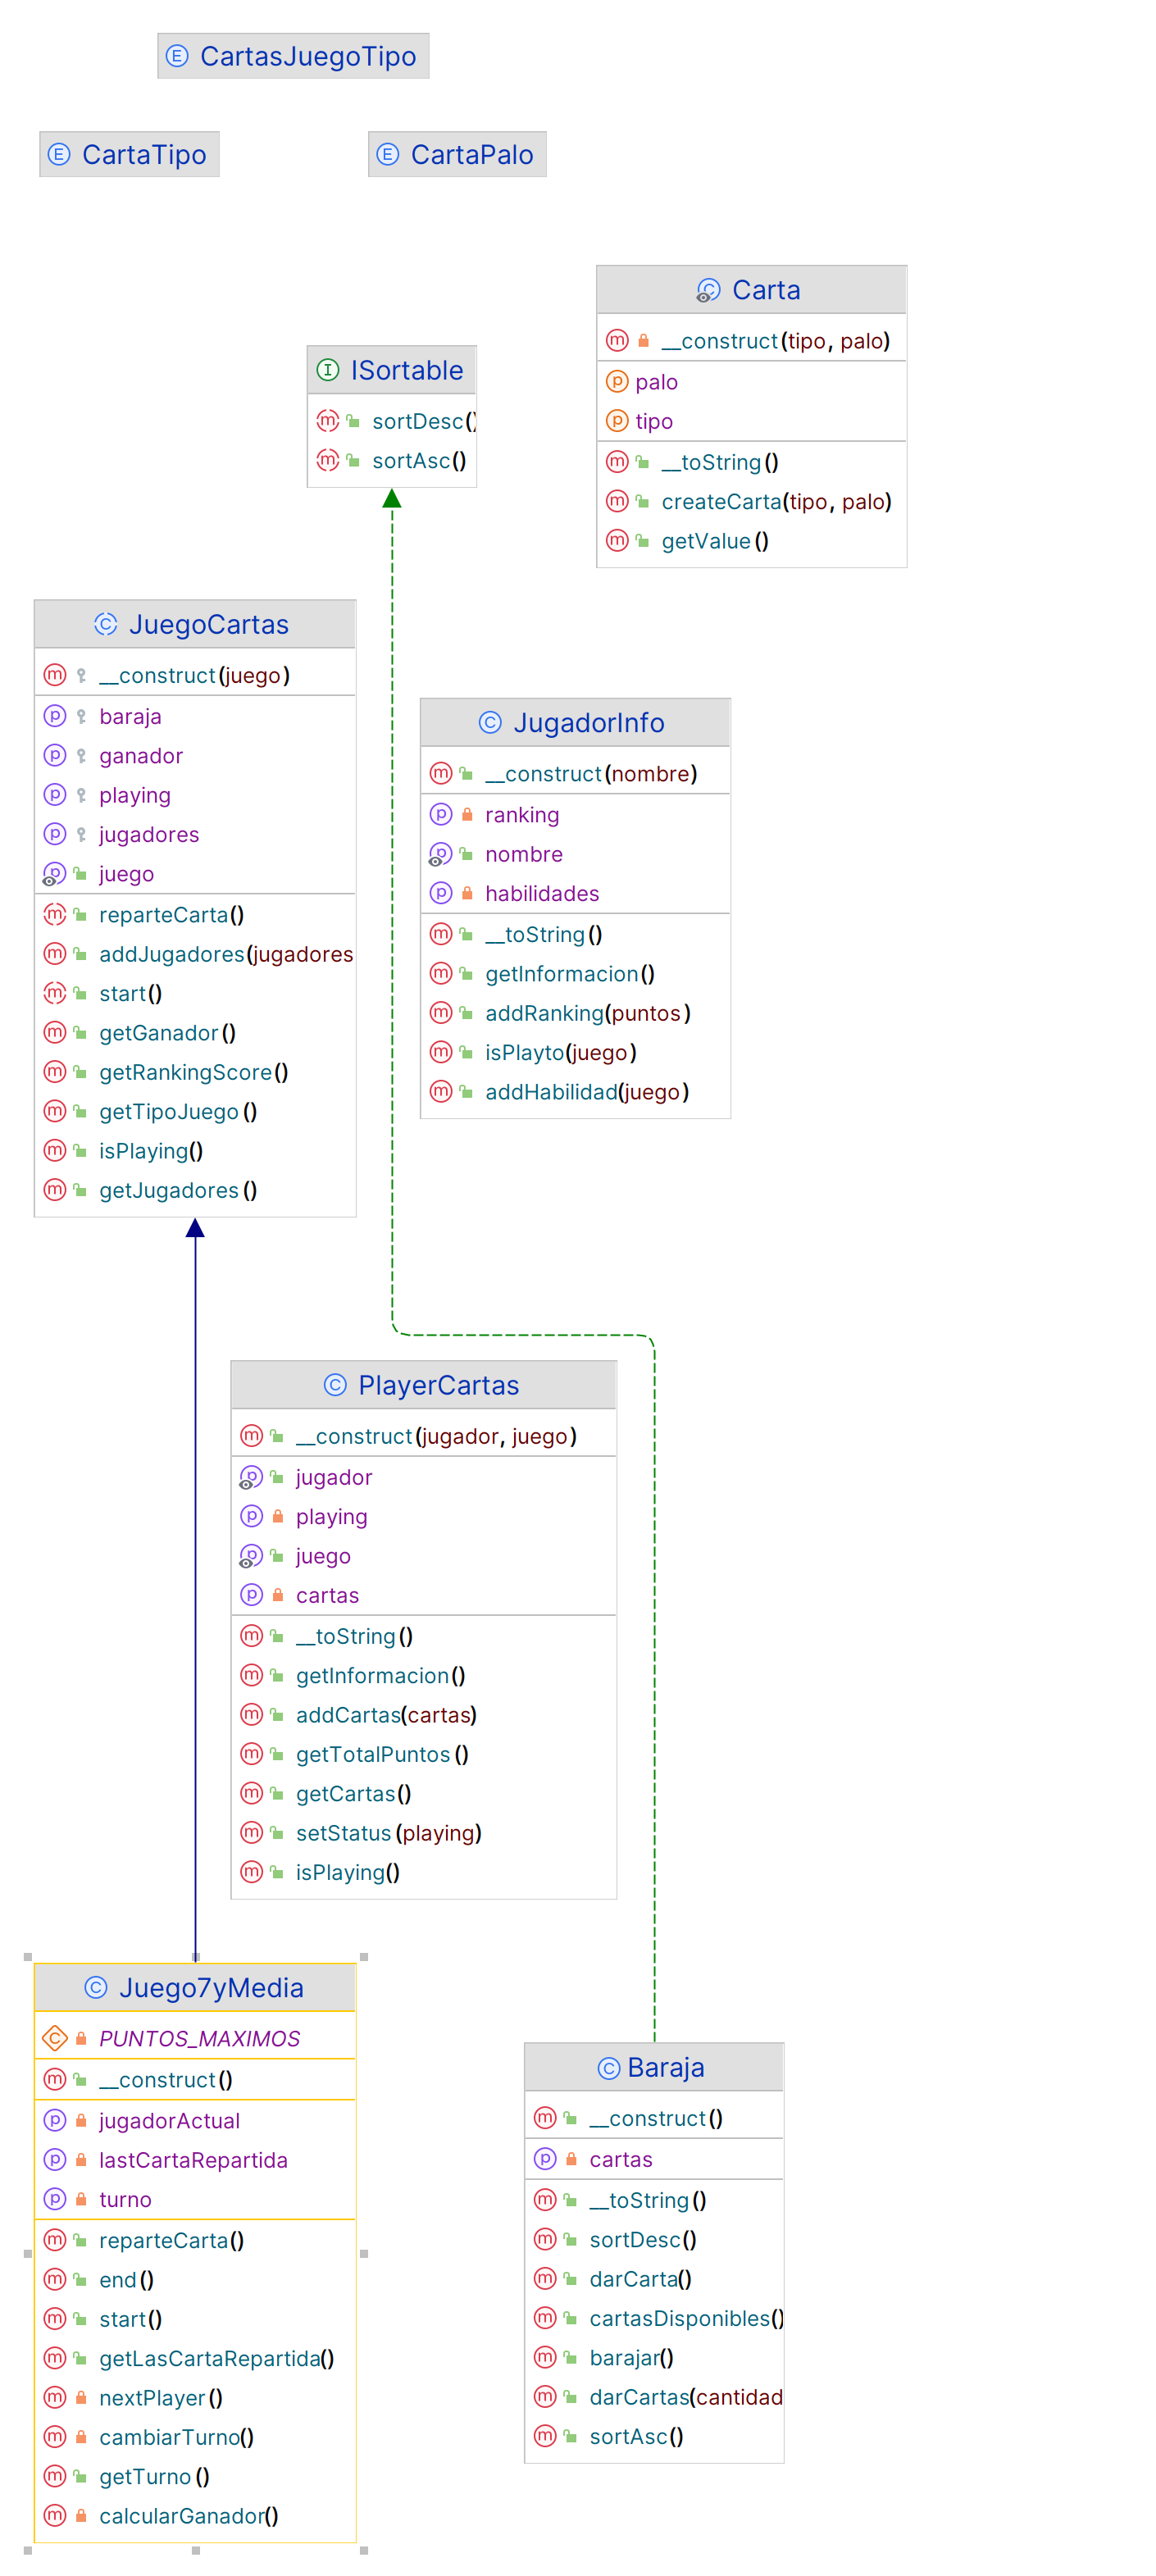 CartasJuegoTipo
CartaTipo
CartaPalo
Carta
__construct(tipo, palo)
palo
tipo
__toString()
createCarta(tipo, palo)
getValue()
ISortable
sortDesc()
sortAsc()
JuegoCartas
__construct(juego)
baraja
ganador
playing
jugadores
juego
reparteCarta()
addJugadores(jugadores
start()
getGanador()
getRankingScore()
getTipoJuego()
isPlaying()
getJugadores()
JugadorInfo
__construct(nombre)
ranking
nombre
habilidades
__toString()
getInformacion()
addRanking(puntos)
isPlayto(juego)
addHabilidad(juego)
PlayerCartas
__construct(jugador, juego)
jugador
playing
juego
cartas
__toString()
getInformacion()
addCartas(cartas)
getTotalPuntos()
getCartas()
setStatus(playing)
isPlaying()
Juego7yMedia
PUNTOS_MAXIMOS
__construct()
jugadorActual
lastCartaRepartida
turno
reparteCarta()
end()
start()
getLasCartaRepartida()
nextPlayer()
cambiarTurno()
getTurno()
calcularGanador()
Baraja
__construct()
cartas
__toString()
sortDesc()
darCarta()
cartasDisponibles()
barajar()
darCartas(cantidad
sortAsc()